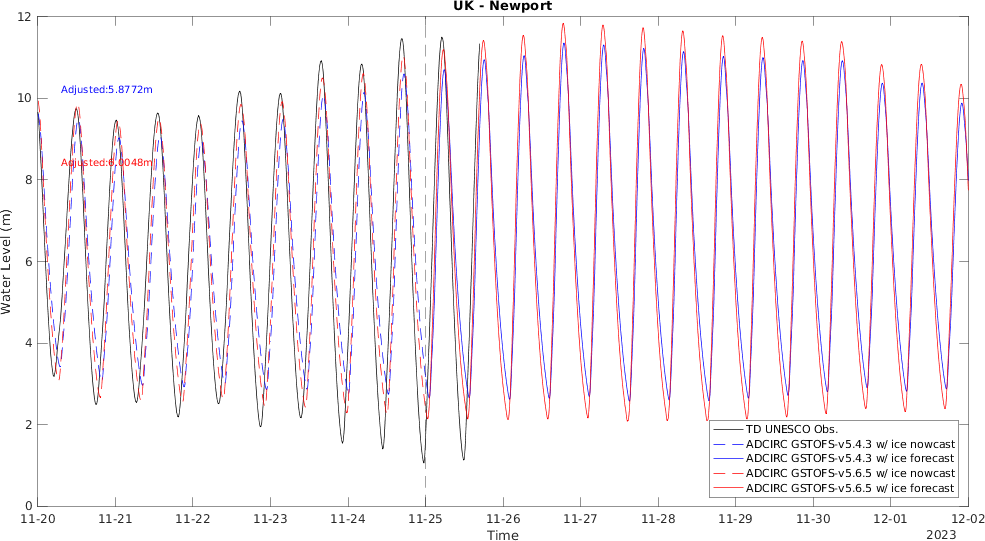 UK - Newport
12
10
8
6
4
2
0
Water Level (m)
Adjusted:5.8772m
Adjusted:6.0048m
TD UNESCO Obs.
ADCIRC GSTOFS-v5.4.3 w/ ice nowcast
ADCIRC GSTOFS-v5.4.3 w/ ice forecast
ADCIRC GSTOFS-v5.6.5 w/ ice nowcast
ADCIRC GSTOFS-v5.6.5 w/ ice forecast
11-20 11-21 11-22 11-23 11-24 11-25 11-26 11-27 11-28 11-29 11-30 12-01 12-02
Time
2023